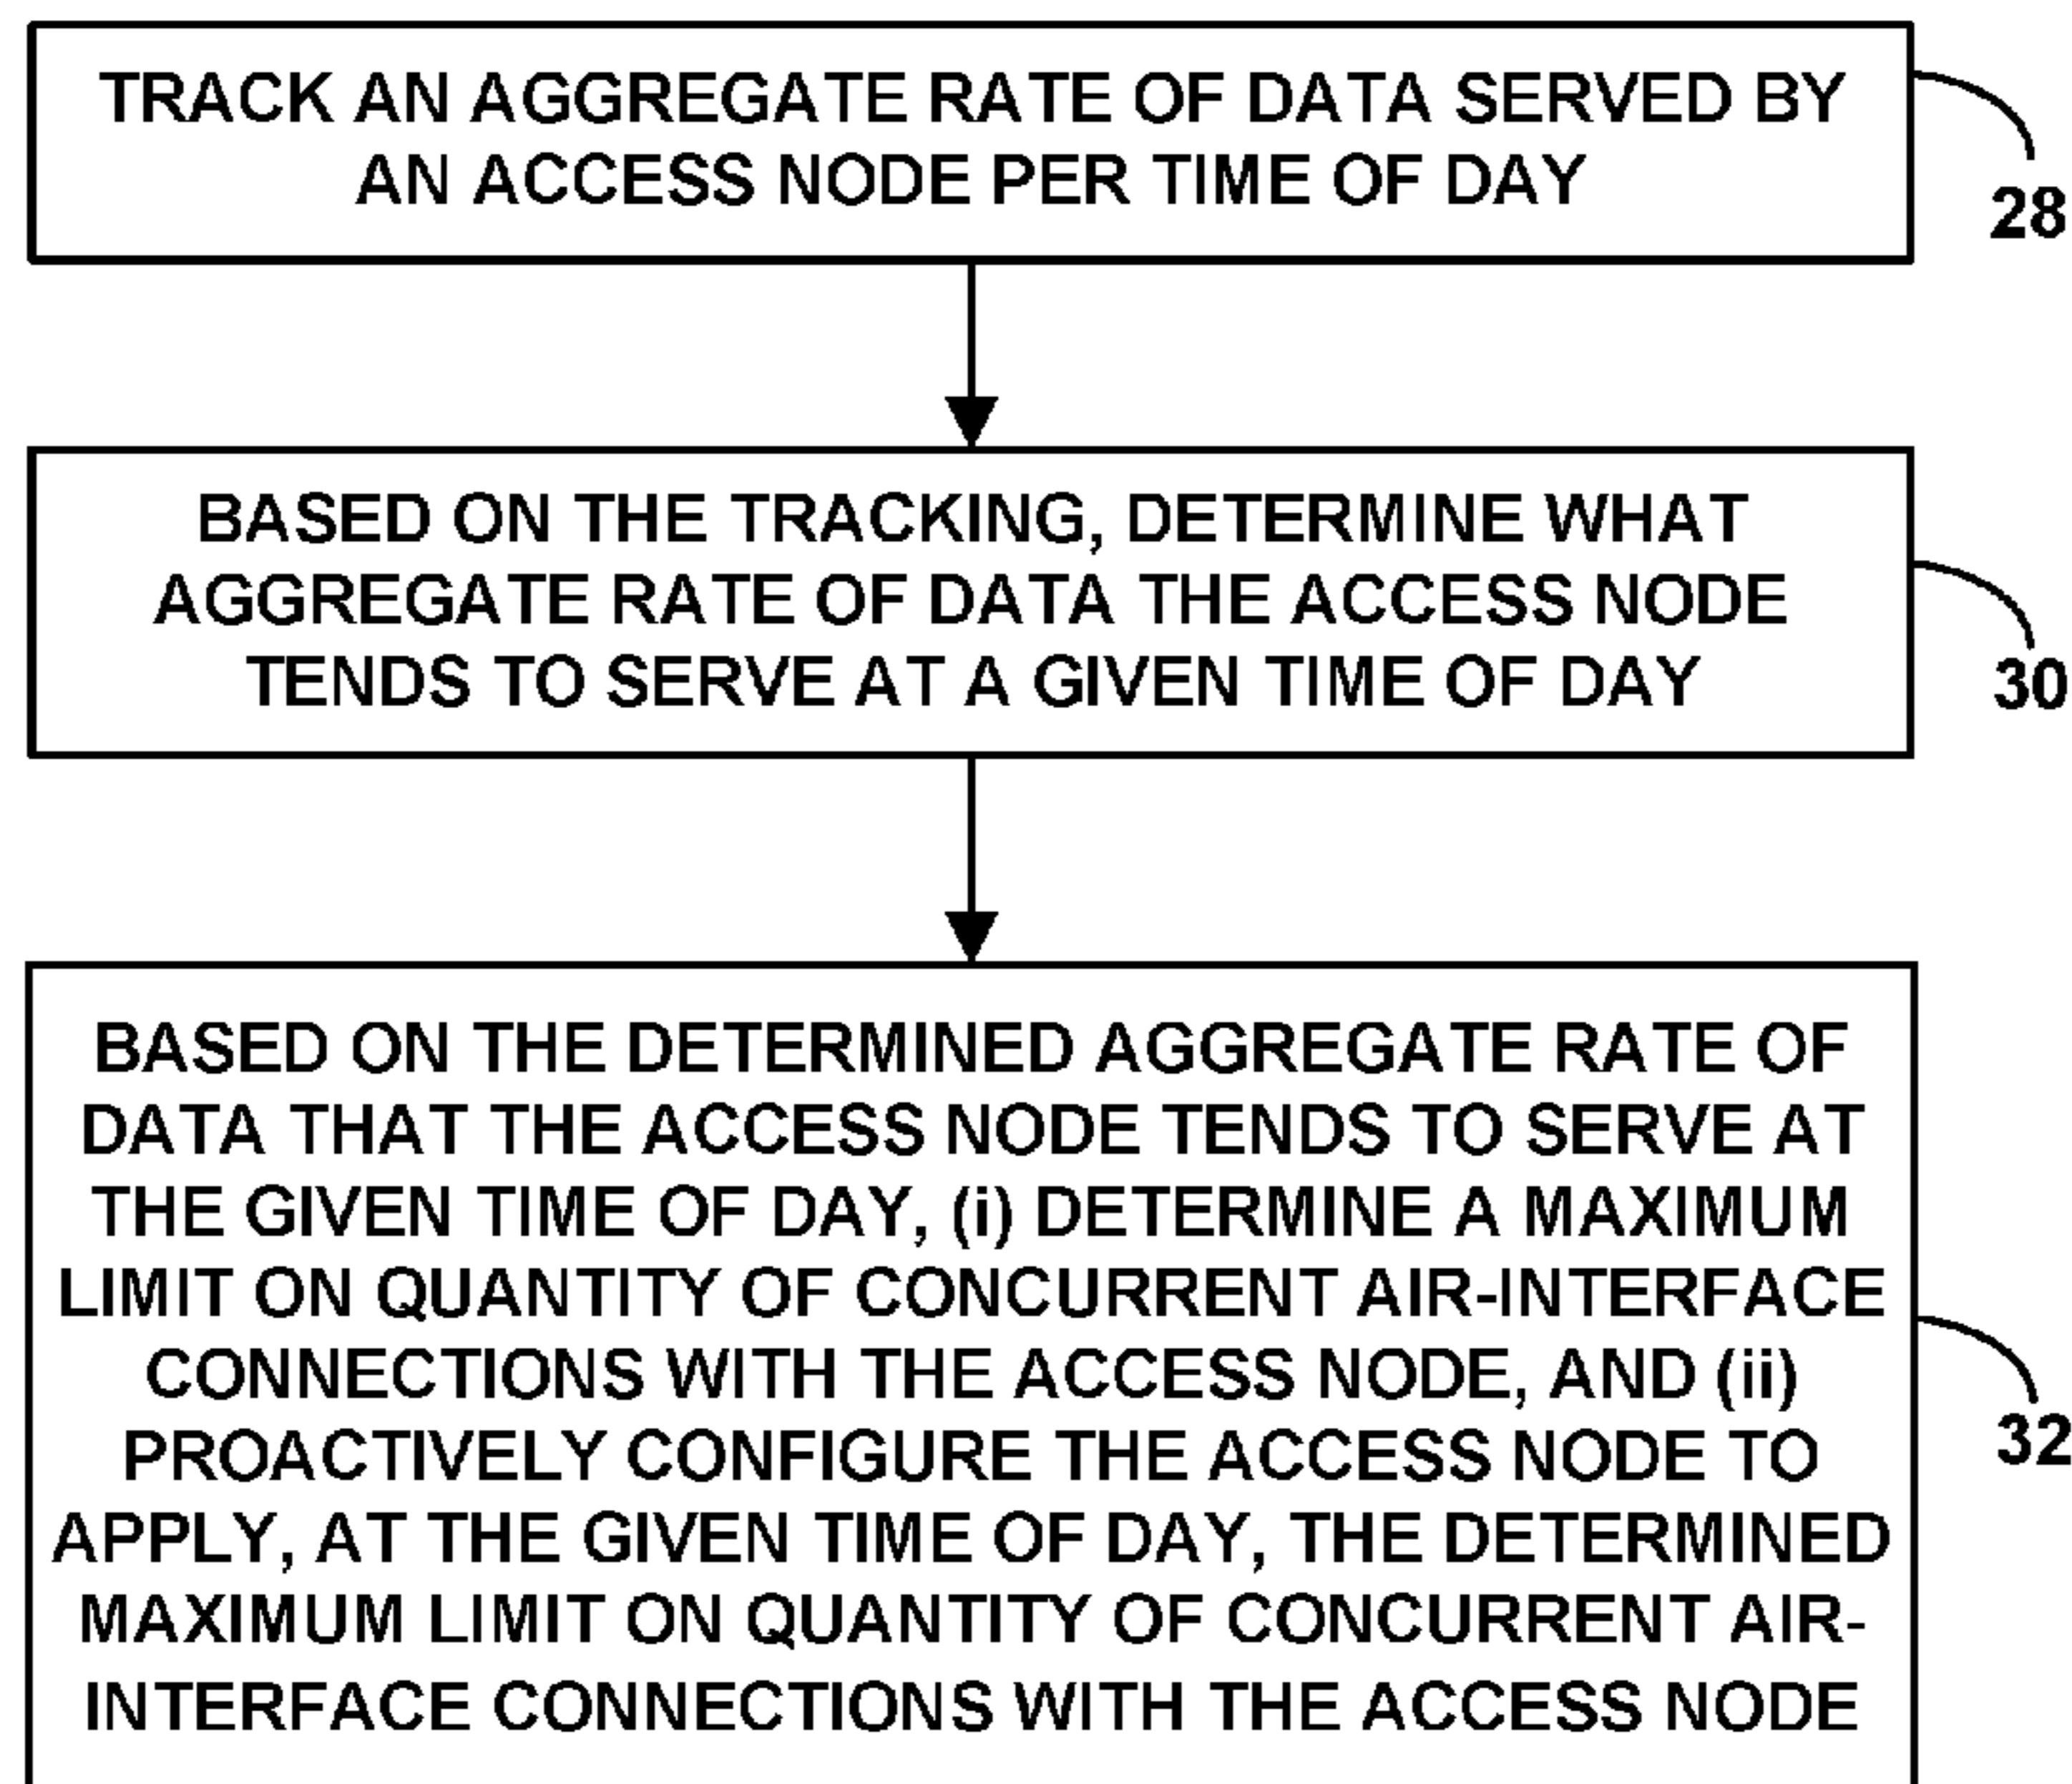 TRACK AN AGGREGATE RATE OF DATA SERVED BY
AN ACCESS NODE PER TIME OF DAY
28
BASED ON THE TRACKING, DETERMINE WHAT
AGGREGATE RATE OF DATA THE ACCESS NODE
TENDS TO SERVE AT A GIVEN TIME OF DAY
30
BASED ON THE DETERMINED AGGREGATE RATE OF
DATA THAT THE ACCESS NODE TENDS TO SERVE AT
THE GIVEN TIME OF DAY, (i) DETERMINE A MAXIMUM
LIMIT ON QUANTITY OF CONCURRENT AIR-INTERFACE
CONNECTIONS WITH THE ACCESS NODE, AND (ii)
PROACTIVELY CONFIGURE THE ACCESS NODE TO
APPLY, AT THE GIVEN TIME OF DAY, THE DETERMINED
MAXIMUM LIMIT ON QUANTITY OF CONCURRENT AIR-
INTERFACE CONNECTIONS WITH THE ACCESS NODE
32